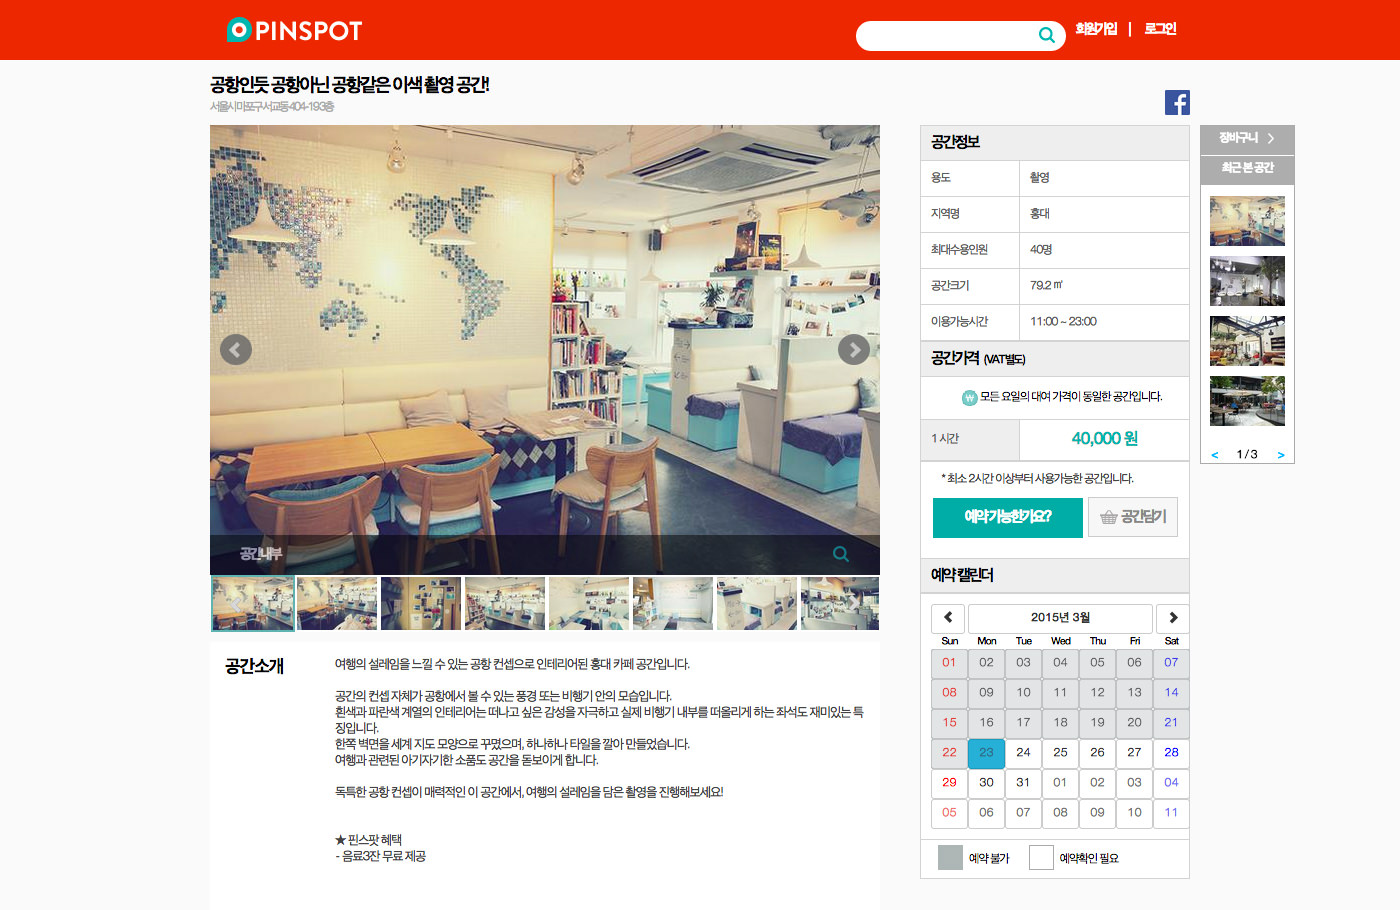 PINSPOT
회원가입 | 로그인
공항인듯 공항아닌 공항같은 이색 촬영 공간!
서울시 마포구 서교동 404-19 3층
공간내부
공간소개
여행의 설레임을 느낄 수 있는 공항 컨셉으로 인테리어된 홍대 카페 공간입니다.
공간의 컨셉 자체가 공항에서 볼 수 있는 풍경 또는 비행기 안의 모습입니다.
흰색과 파란색 계열의 인테리어는 떠나고 싶은 감성을 자극하고 실제 비행기 내부를 떠올리게 하는 좌석도 재미있는 특
징입니다.
한쪽 벽면을 세계 지도 모양으로 꾸몄으며, 하나하나 타일을 깔아 만들었습니다.
여행과 관련된 아기자기한 소품도 공간을 돋보이게 합니다.
독특한 공항 컨셉이 매력적인 이 공간에서, 여행의 설레임을 담은 촬영을 진행해보세요!
★ 핀스팟 혜택
- 음료3잔 무료 제공
공간정보
용도 촬영
지역명 홍대
최대수용인원 40명
공간크기 79.2 ㎡
이용가능시간 11:00 ~ 23:00
공간가격 (VAT별도)
₩ 모든 요일의 대여 가격이 동일한 공간입니다.
1 시간 40,000 원
* 최소 2시간 이상부터 사용가능한 공간입니다.
예약 가능한가요? 공간담기
예약 캘린더
2015년 3월
Sun Mon Tue Wed Thu Fri Sat
01 02 03 04 05 06 07
08 09 10 11 12 13 14
15 16 17 18 19 20 21
22 23 24 25 26 27 28
29 30 31 01 02 03 04
05 06 07 08 09 10 11
예약 불가 예약확인 필요
장바구니 >
최근 본 공간
< 1 / 3 >